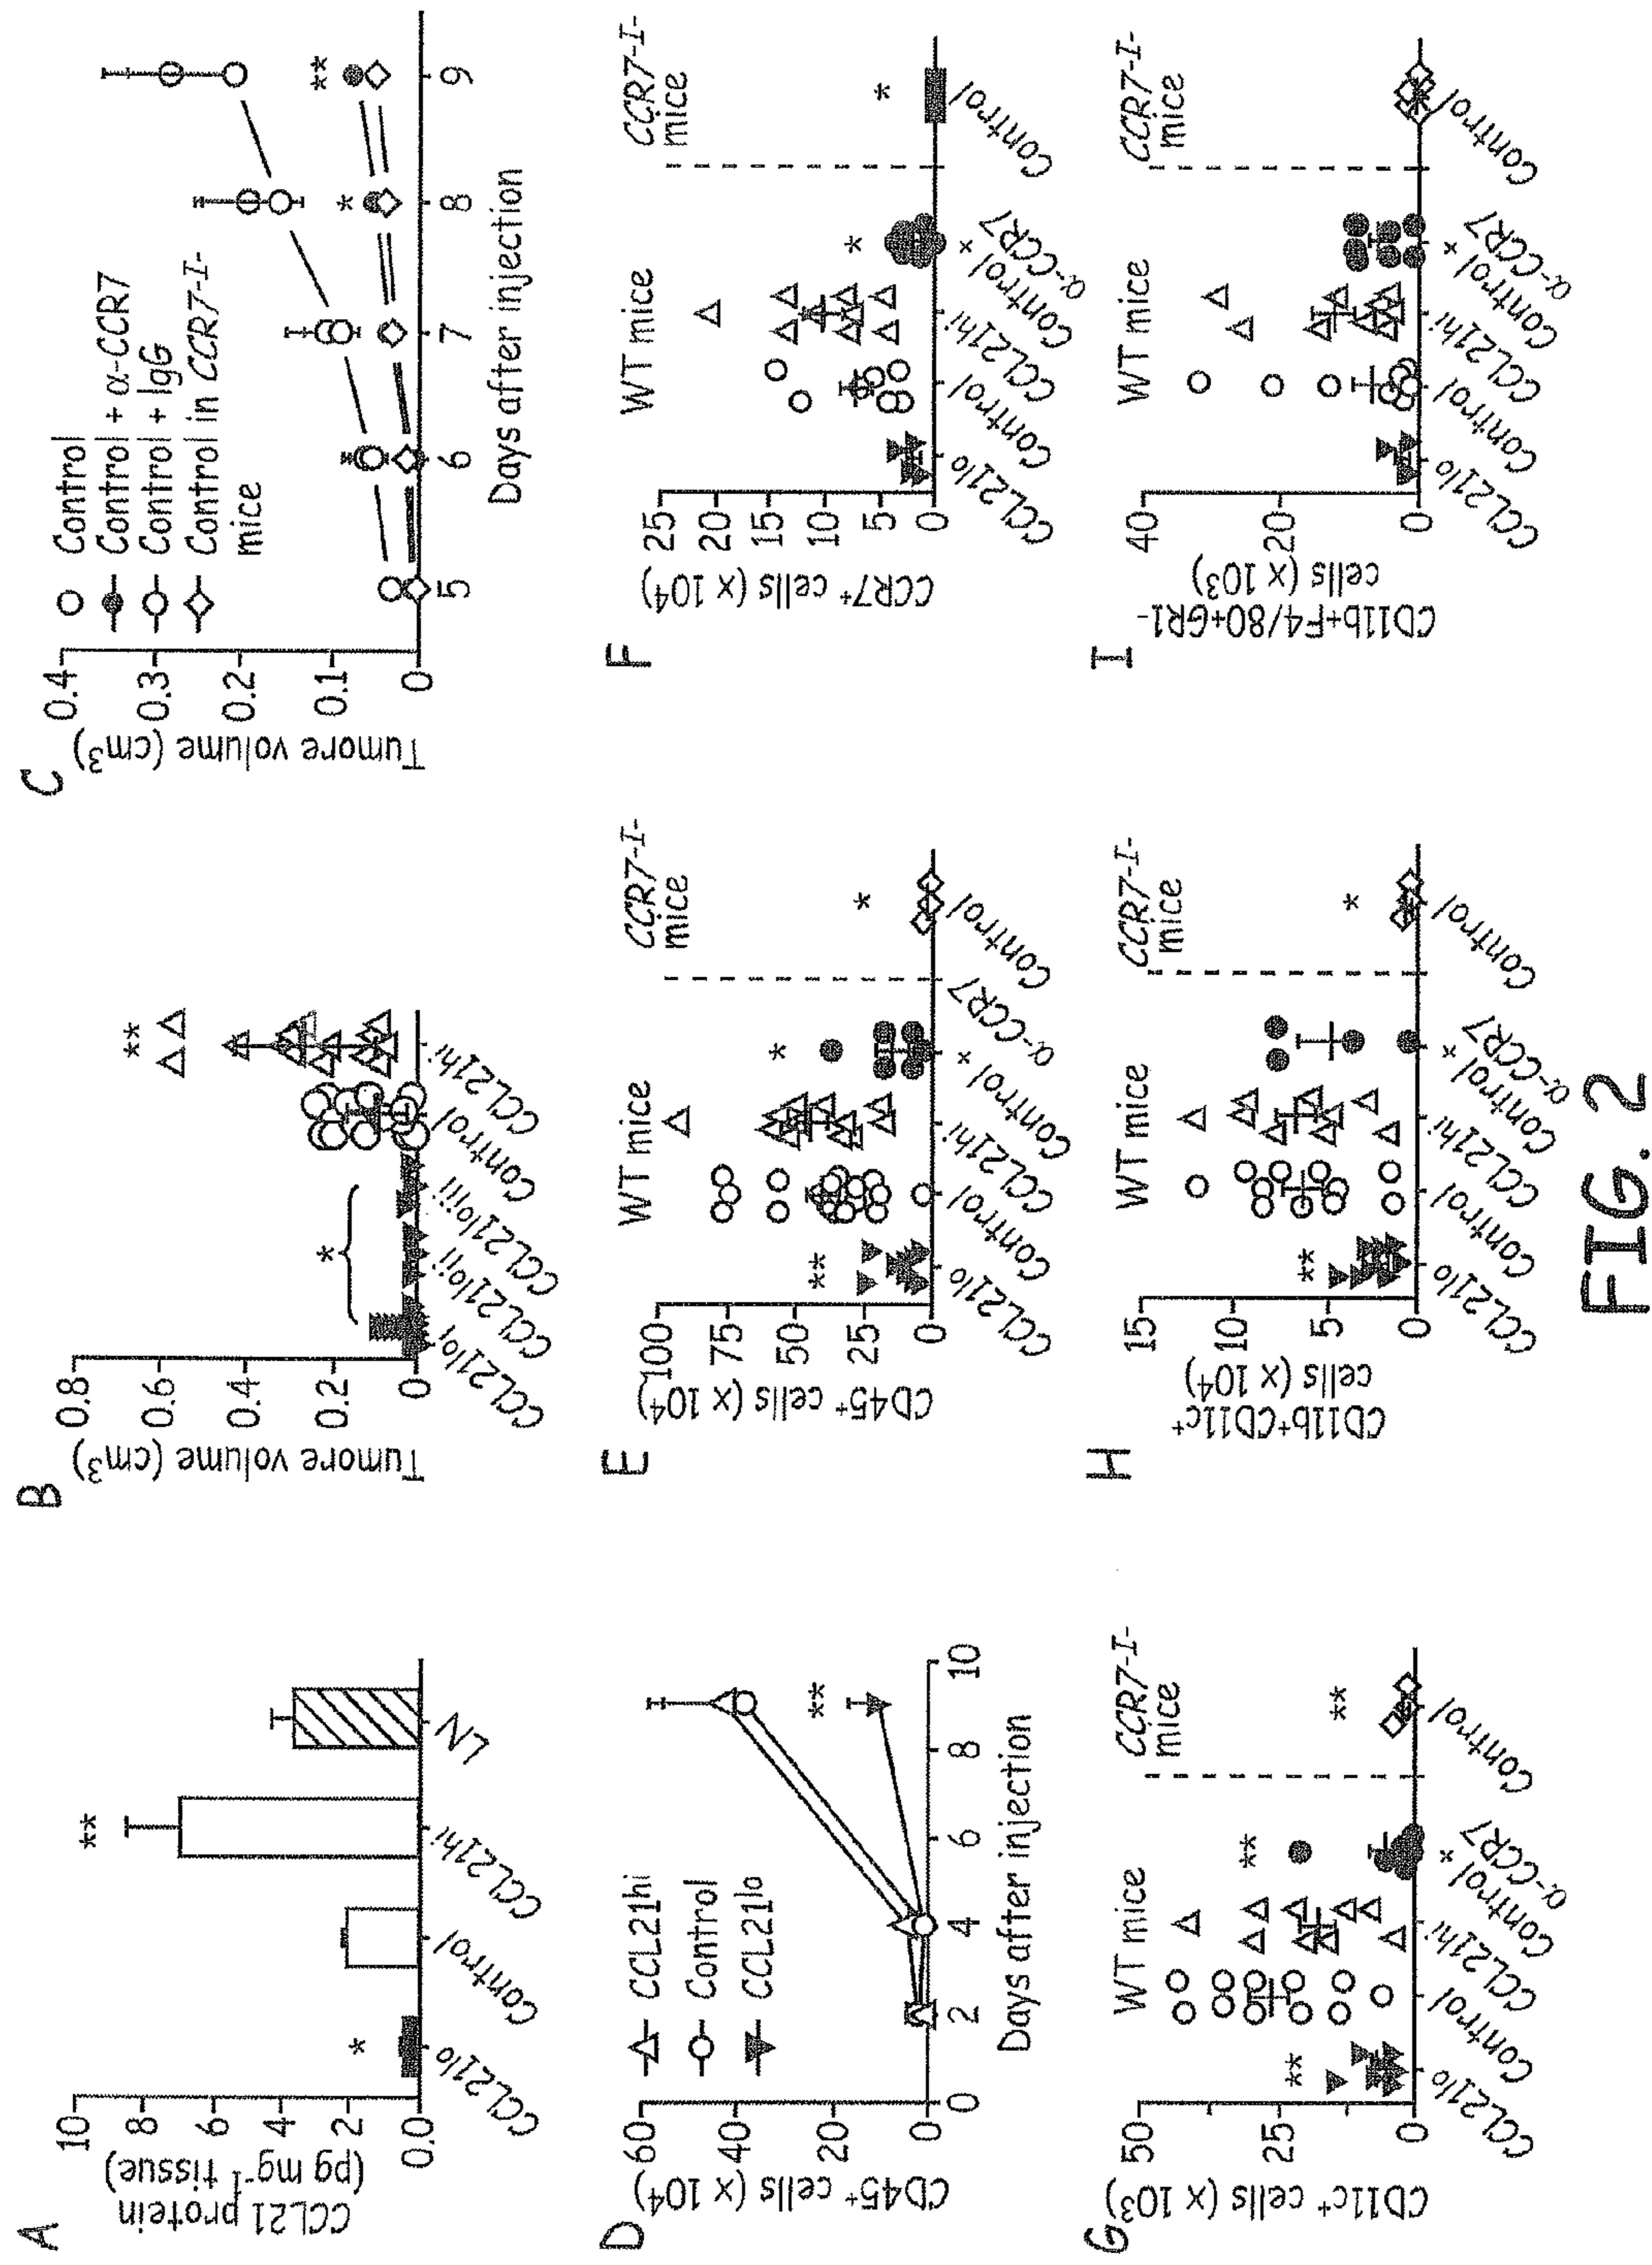 A
CCL21 protein
(pg mg-1 tissue)
10
8
6
4
2
0.0
*
**
CCL21lo
Control
CCL21hi
LN
B
Tumore volume (cm3)
0.8
0.6
0.4
0.2
0
*
**
CCL21loi
CCL21loii
CCL21loiii
Control
CCL21hi
C
Tumore volume (cm3)
0.4
0.3
0.2
0.1
0
Control
Control + α-CCR7
Control + IgG
Control in CCR7-I-
mice
*
**
5 6 7 8 9
Days after injection
D
CD45+ cells (x 104)
60
40
20
0
CCL21hi
Control
CCL21lo
**
0 2 4 6 8 10
Days after injection
E
CD45+ cells (x 104)
100
75
50
25
0
WT mice
CCR7-I-
mice
**
*
*
CCL21lo
Control
CCL21hi
Control +
α-CCR7
Control
F
CCR7+ cells (x 104)
25
20
15
10
5
0
WT mice
CCR7-I-
mice
*
*
CCL21lo
Control
CCL21hi
Control +
α-CCR7
Control
G
CD11c+ cells (x 103)
50
25
0
WT mice
CCR7-I-
mice
**
**
**
CCL21lo
Control
CCL21hi
Control +
α-CCR7
Control
H
CD11b+CD11c+
cells (x 104)
15
10
5
0
WT mice
CCR7-I-
mice
**
*
CCL21lo
Control
CCL21hi
Control +
α-CCR7
Control
I
CD11b+F4/80+GR1-
cells (x 103)
40
20
0
WT mice
CCR7-I-
mice
CCL21lo
Control
CCL21hi
Control +
α-CCR7
Control
FIG. 2